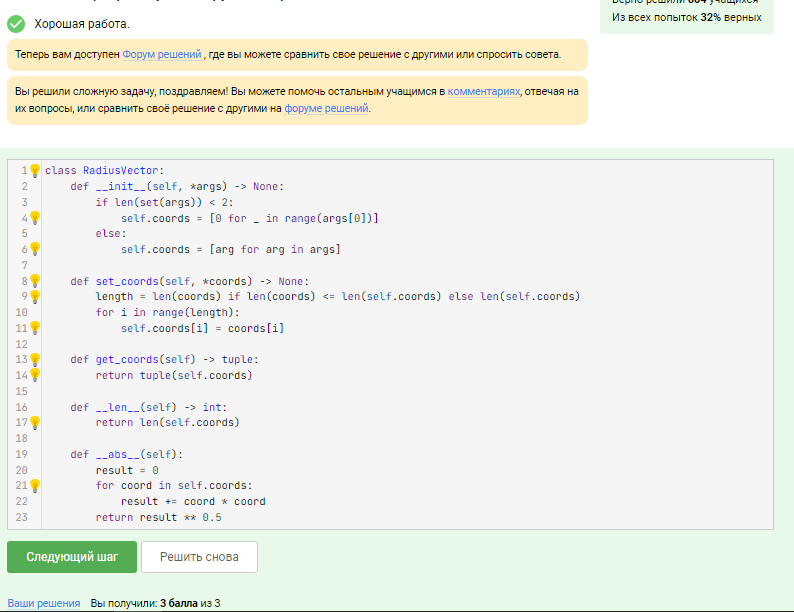 Хорошая работа.
Из всех попыток 32% верных
Теперь вам доступен Форум решений, где вы можете сравнить свое решение с другими или спросить совета.
Вы решили сложную задачу, поздравляем! Вы можете помочь остальным учащимся в комментариях, отвечая на
их вопросы, или сравнить своё решение с другими на форуме решений.
1 class RadiusVector:
2     def __init__(self, *args) -> None:
3         if len(set(args)) < 2:
4             self.coords = [0 for _ in range(args[0])]
5         else:
6             self.coords = [arg for arg in args]
7
8     def set_coords(self, *coords) -> None:
9         length = len(coords) if len(coords) <= len(self.coords) else len(self.coords)
10         for i in range(length):
11             self.coords[i] = coords[i]
12
13     def get_coords(self) -> tuple:
14         return tuple(self.coords)
15
16     def __len__(self) -> int:
17         return len(self.coords)
18
19     def __abs__(self):
20         result = 0
21         for coord in self.coords:
22             result += coord * coord
23         return result ** 0.5
Следующий шаг Решить снова
Ваши решения Вы получили: 3 балла из 3